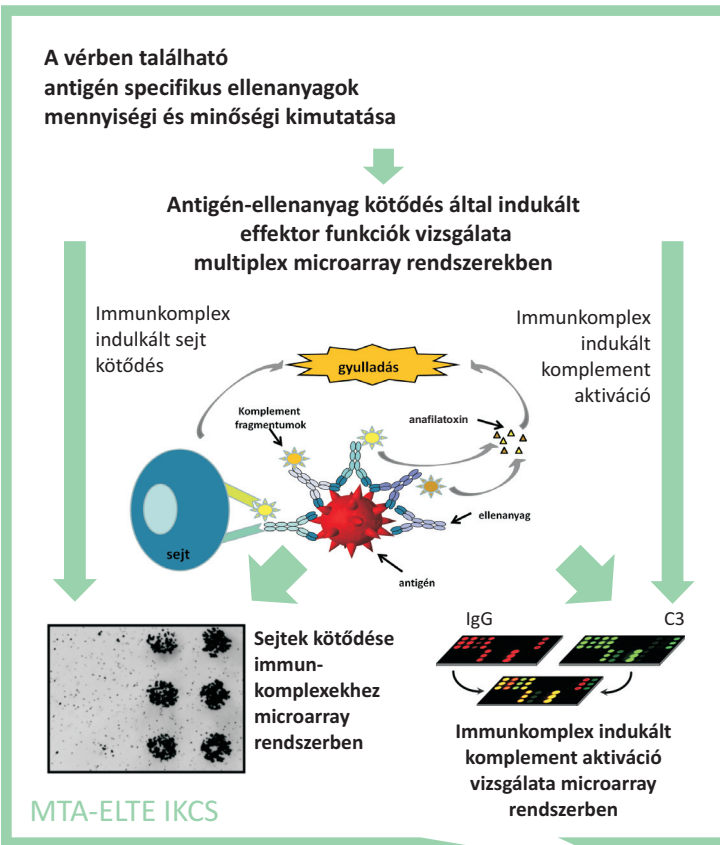 A vérben található
antigén specifikus ellenanyagok
mennyiségi és minőségi kimutatása
Antigén-ellenanyag kötődés által indukált
effektor funkciók vizsgálata
multiplex microarray rendszerekben
Immunkomplex
indulkált sejt
kötődés
Immunkomplex
indukált
komplement
aktiváció
gyulladás
Komplement
fragmentumok
anafilatoxin
ellenanyag
sejt
antigén
IgG
C3
Sejtek kötődése
immun-
komplexekhez
microarray
rendszerben
Immunkomplex indukált
komplement aktiváció
vizsgálata microarray
rendszerben
MTA-ELTE IKCS